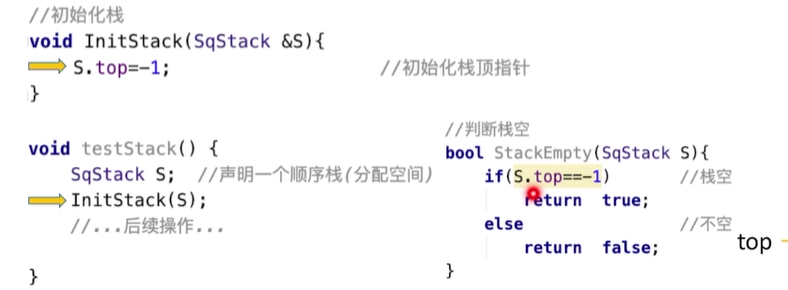 //初始化栈
void InitStack(SqStack &S){
S.top=-1; //初始化栈顶指针
}
void testStack() {
SqStack S; //声明一个顺序栈(分配空间)
InitStack(S);
//...后续操作...
}
//判断栈空
bool StackEmpty(SqStack S){
if(S.top==-1) //栈空
return true;
else //不空
return false;
}
top